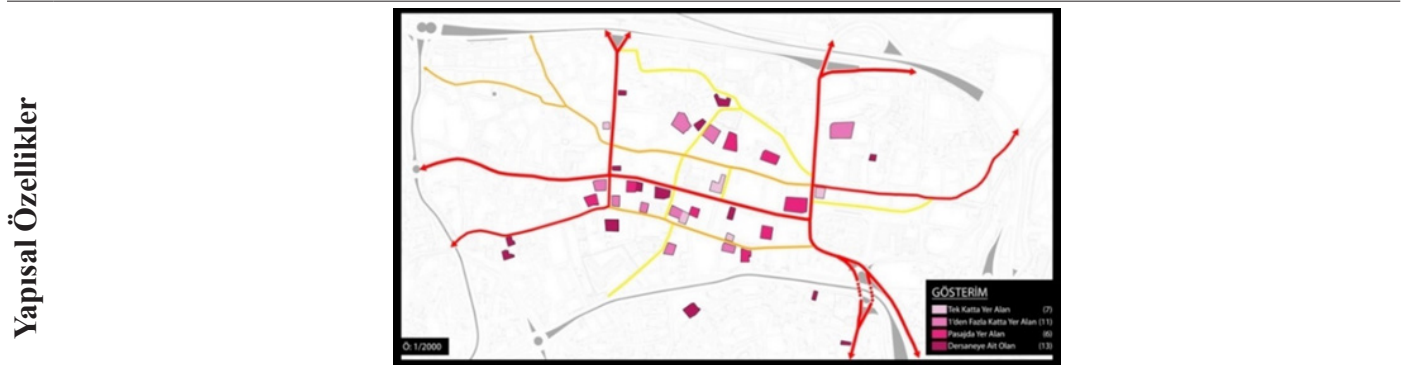 Yapısal Özellikler
GÖSTERİM
Tek Katta Yer Alan (7)
1'den Fazla Katta Yer Alan (11)
Pasajda Yer Alan (6)
Dersaneye Ait Olan (13)
Ö: 1/2000